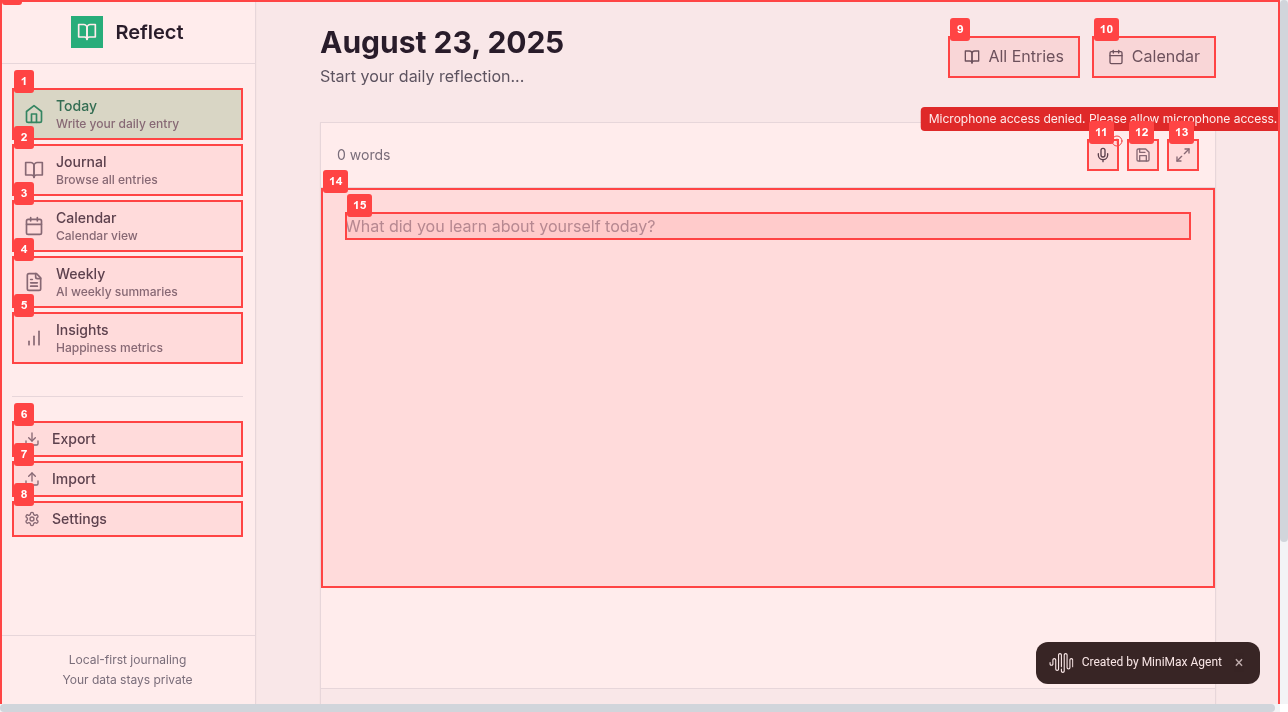 Reflect
1
Today
Write your daily entry
2
Journal
Browse all entries
3
Calendar
Calendar view
4
Weekly
AI weekly summaries
5
Insights
Happiness metrics
6
Export
7
Import
8
Settings
Local-first journaling
Your data stays private
August 23, 2025
Start your daily reflection...
9
All Entries
10
Calendar
Microphone access denied. Please allow microphone access.
0 words
11
12
13
14
15
What did you learn about yourself today?
Created by MiniMax Agent ×